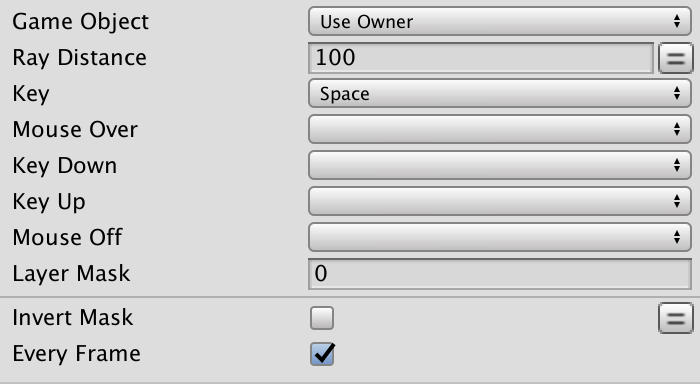 Game Object Use Owner
Ray Distance 100 =
Key Space
Mouse Over
Key Down
Key Up
Mouse Off
Layer Mask 0
Invert Mask =
Every Frame